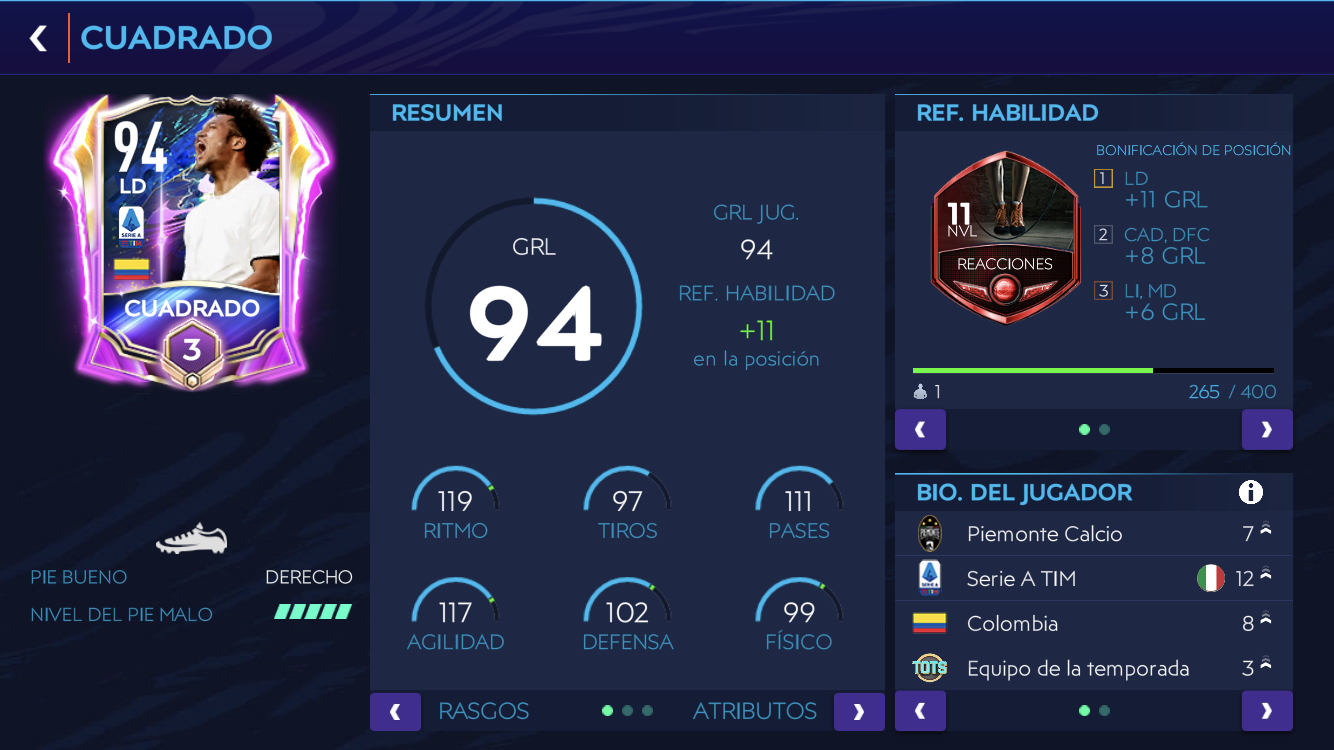 CUADRADO
94
LD
SERIE A
TIM
CUADRADO
3
PIE BUENO DERECHO
NIVEL DEL PIE MALO
RESUMEN
GRL
94
GRL JUG.
94
REF. HABILIDAD
+11
en la posición
119
RITMO
97
TIROS
111
PASES
117
AGILIDAD
102
DEFENSA
99
FÍSICO
RASGOS
ATRIBUTOS
REF. HABILIDAD
11
NVL
REACCIONES
BONIFICACIÓN DE POSICIÓN
1 LD
+11 GRL
2 CAD, DFC
+8 GRL
3 LI, MD
+6 GRL
1
265 / 400
BIO. DEL JUGADOR
Piemonte Calcio 7
Serie A TIM 12
Colombia 8
TOTS Equipo de la temporada 3